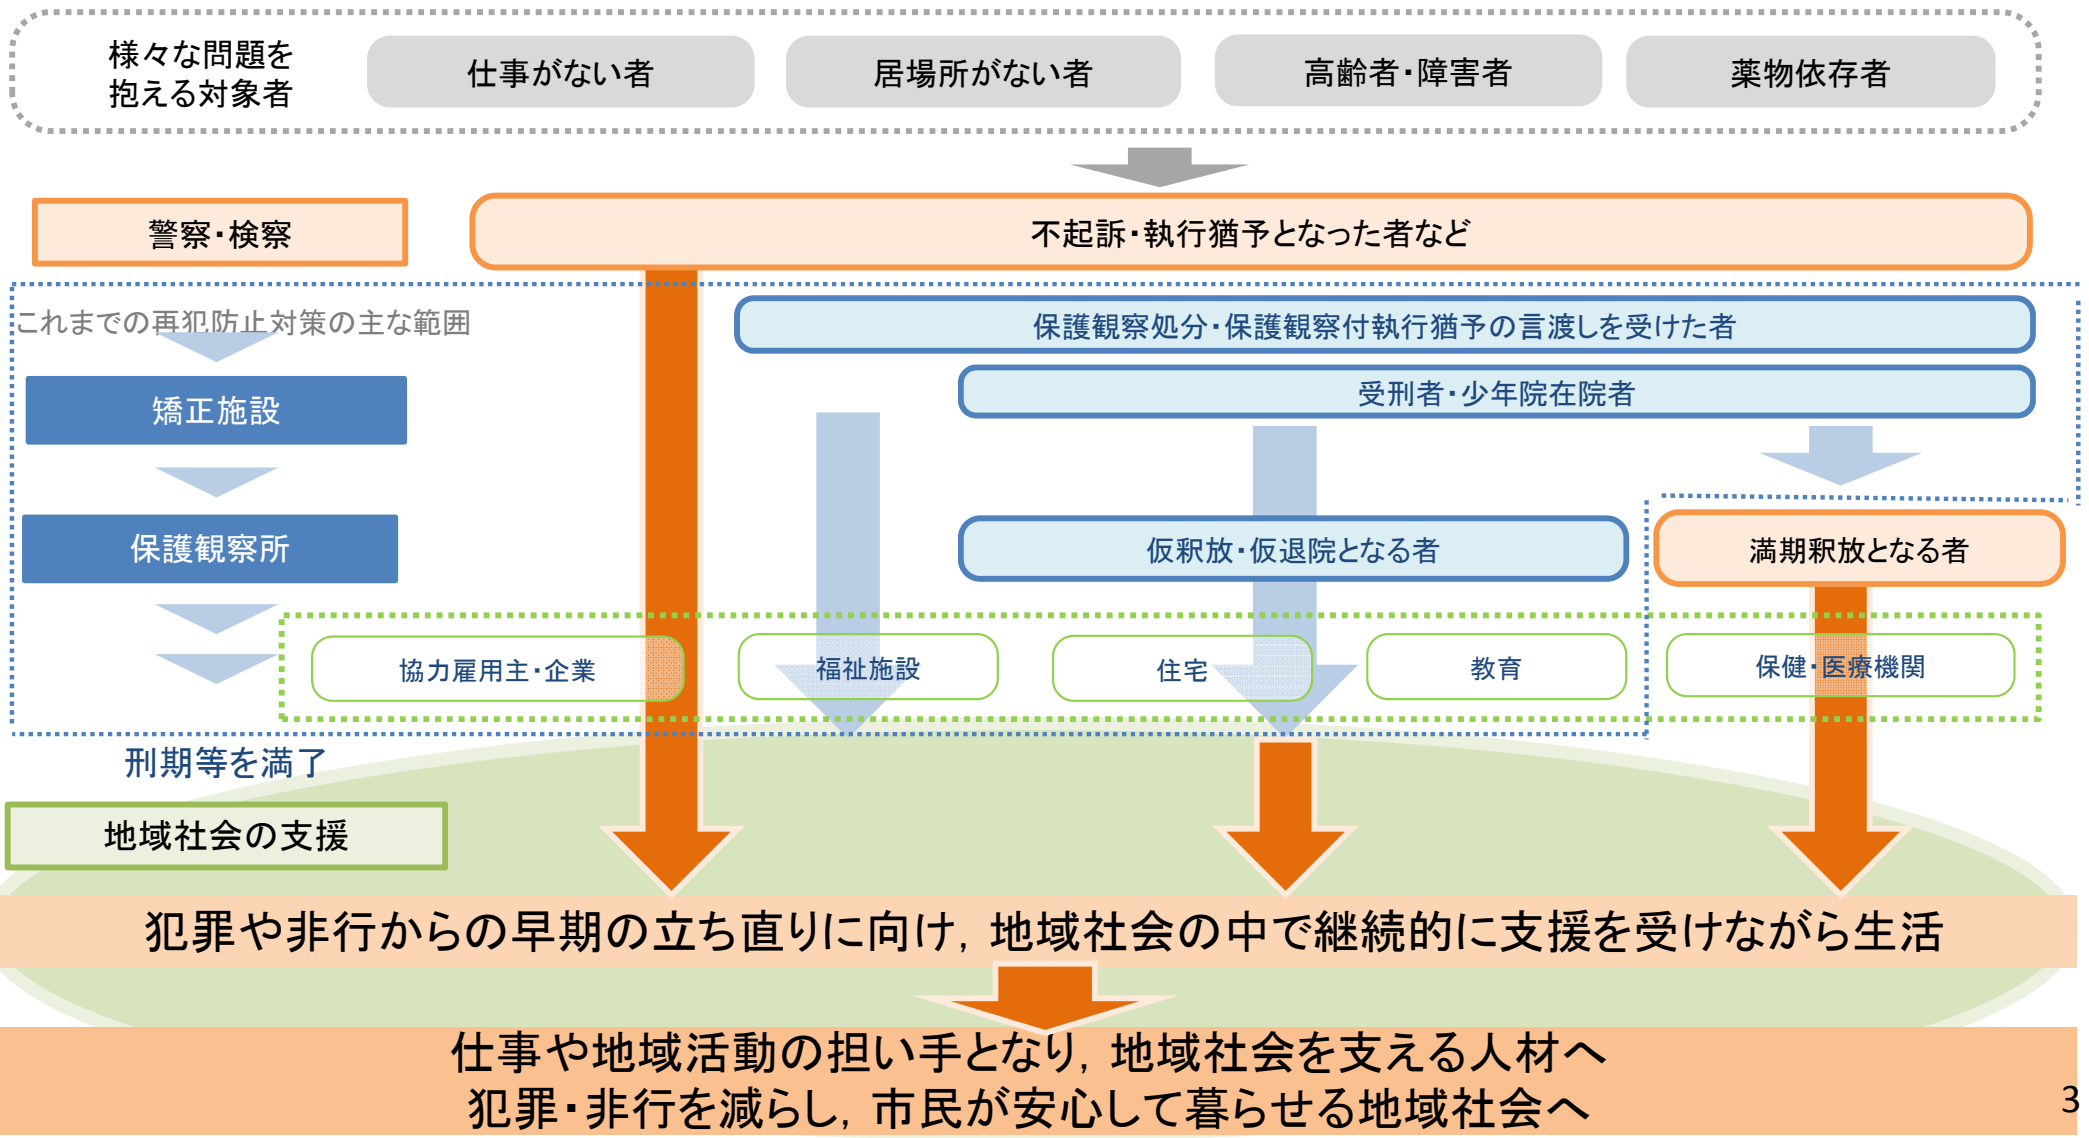 様々な問題を
抱える対象者
仕事がない者
居場所がない者
高齢者・障害者
薬物依存者
警察・検察
不起訴・執行猶予となった者など
これまでの再犯防止対策の主な範囲
保護観察処分・保護観察付執行猶予の言渡しを受けた者
受刑者・少年院在院者
矯正施設
保護観察所
仮釈放・仮退院となる者
満期釈放となる者
協力雇用主・企業
福祉施設
住宅
教育
保健・医療機関
刑期等を満了
地域社会の支援
犯罪や非行からの早期の立ち直りに向け，地域社会の中で継続的に支援を受けながら生活
仕事や地域活動の担い手となり，地域社会を支える人材へ
犯罪・非行を減らし，市民が安心して暮らせる地域社会へ
3